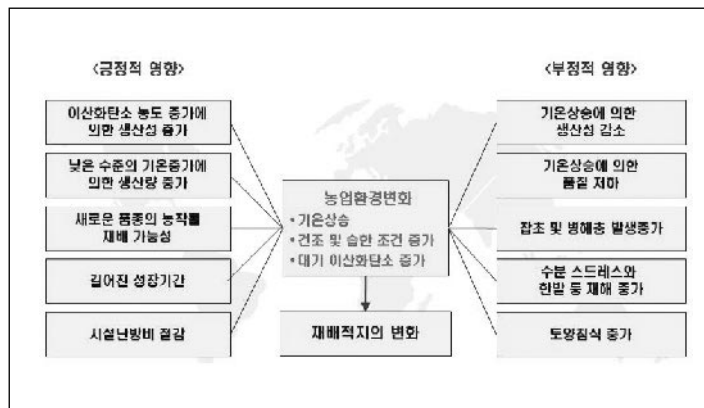 <긍정적 영향>
이산화탄소 농도 증가에
의한 생산성 증가
낮은 수준의 기온증가에
의한 생산량 증가
새로운 품종의 농작물
재배 가능성
길어진 성장기간
시설난방비 절감
농업환경변화
• 기온상승
• 건조 및 습한 조건 증가
• 대기 이산화탄소 증가
재배적지의 변화
<부정적 영향>
기온상승에 의한
생산성 감소
기온상승에 의한
품질 저하
잡초 및 병해충 발생증가
수분 스트레스와
한발 등 재해 증가
토양침식 증가